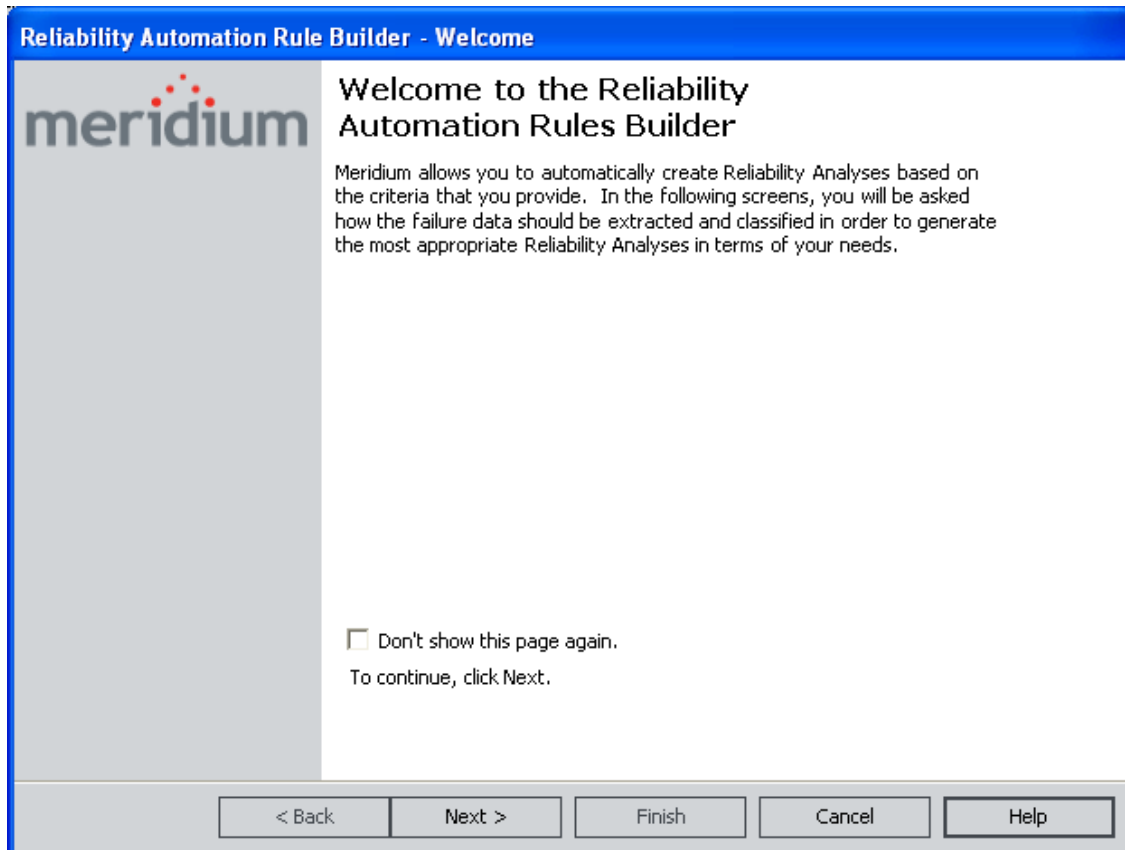 Reliability Automation Rule Builder - Welcome
meridium
Welcome to the Reliability
Automation Rules Builder
Meridium allows you to automatically create Reliability Analyses based on
the criteria that you provide.  In the following screens, you will be asked
how the failure data should be extracted and classified in order to generate
the most appropriate Reliability Analyses in terms of your needs.
Don't show this page again.
To continue, click Next.
< Back
Next >
Finish
Cancel
Help